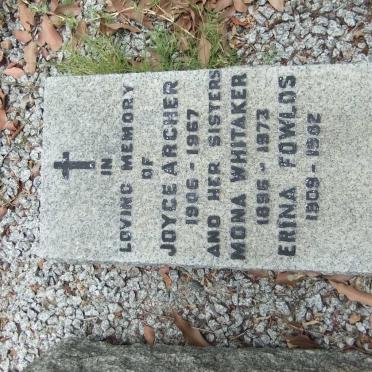 IN
LOVING MEMORY
OF
JOYCE ARCHER
1906 - 1967
AND HER SISTERS
MONA WHITAKER
1896 - 1973
ERINA FOWLDS
1909 - 1982